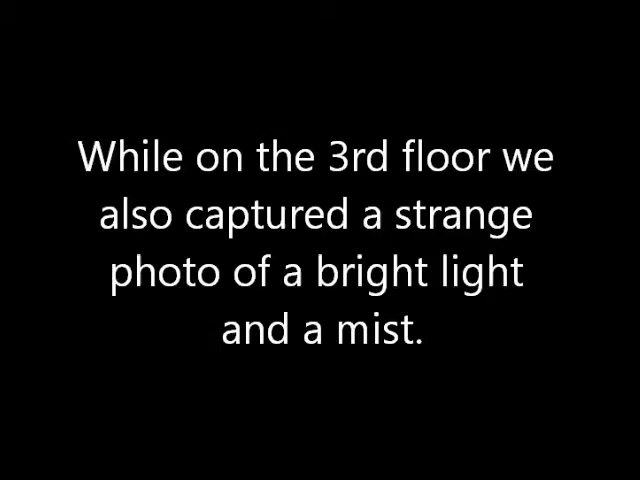 While on the 3rd floor we
also captured a strange
photo of a bright light
and a mist.